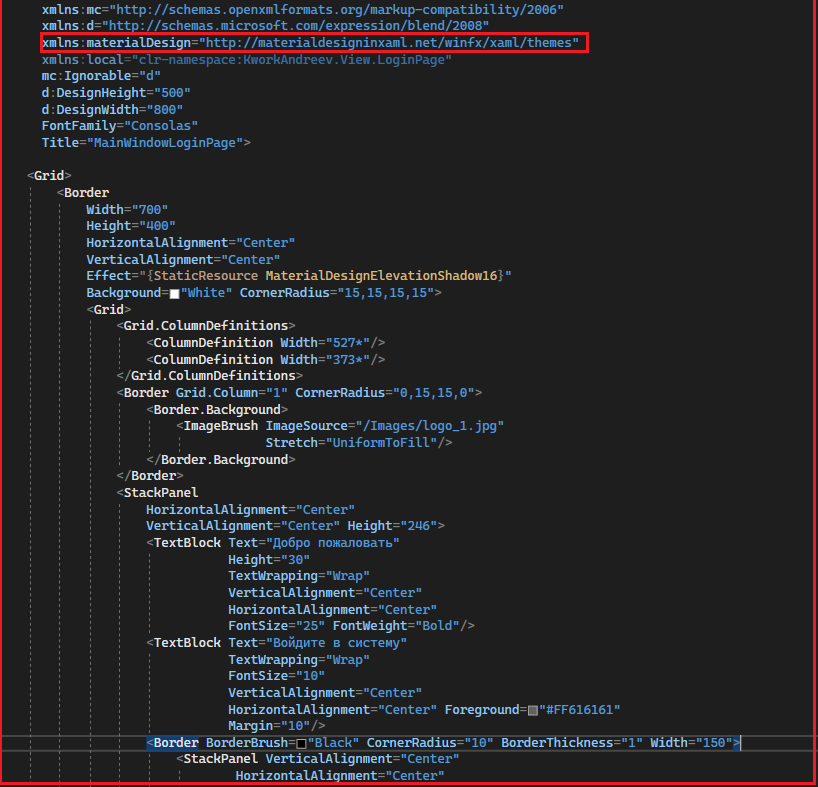 xmlns:mc="http://schemas.openxmlformats.org/markup-compatibility/2006"
xmlns:d="http://schemas.microsoft.com/expression/blend/2008"
xmlns:materialDesign="http://materialdesigninxaml.net/winfx/xaml/themes"
xmlns:local="clr-namespace:KworkAndreev.View.LoginPage"
mc:Ignorable="d"
d:DesignHeight="500"
d:DesignWidth="800"
FontFamily="Consolas"
Title="MainWindowLoginPage">
<Grid>
<Border
Width="700"
Height="400"
HorizontalAlignment="Center"
VerticalAlignment="Center"
Effect="{StaticResource MaterialDesignElevationShadow16}"
Background="White" CornerRadius="15,15,15,15">
<Grid>
<Grid.ColumnDefinitions>
<ColumnDefinition Width="527*"/>
<ColumnDefinition Width="373*"/>
</Grid.ColumnDefinitions>
<Border Grid.Column="1" CornerRadius="0,15,15,0">
<Border.Background>
<ImageBrush ImageSource="/Images/logo_1.jpg"
Stretch="UniformToFill"/>
</Border.Background>
</Border>
<StackPanel
HorizontalAlignment="Center"
VerticalAlignment="Center" Height="246">
<TextBlock Text="Добро пожаловать"
Height="30"
TextWrapping="Wrap"
VerticalAlignment="Center"
HorizontalAlignment="Center"
FontSize="25" FontWeight="Bold"/>
<TextBlock Text="Войдите в систему"
TextWrapping="Wrap"
FontSize="10"
VerticalAlignment="Center"
HorizontalAlignment="Center" Foreground="#FF616161"
Margin="10"/>
<Border BorderBrush="Black" CornerRadius="10" BorderThickness="1" Width="150">
<StackPanel VerticalAlignment="Center"
HorizontalAlignment="Center"